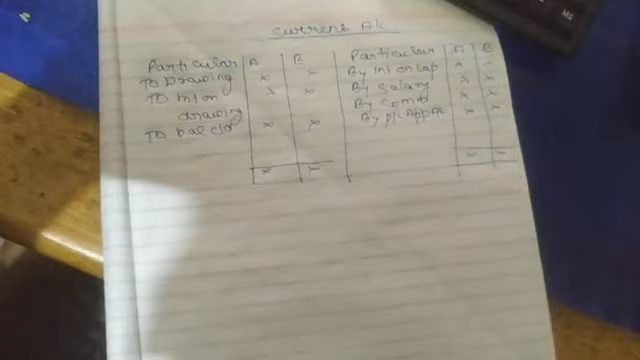 Current A/c
Particular A B Particular A B
To Drawing x x By Int on cap x -
To Int on x x By Salary x x
drawing By Comm x x
To bal c/d x x By P/L App A/c x x
x x x -